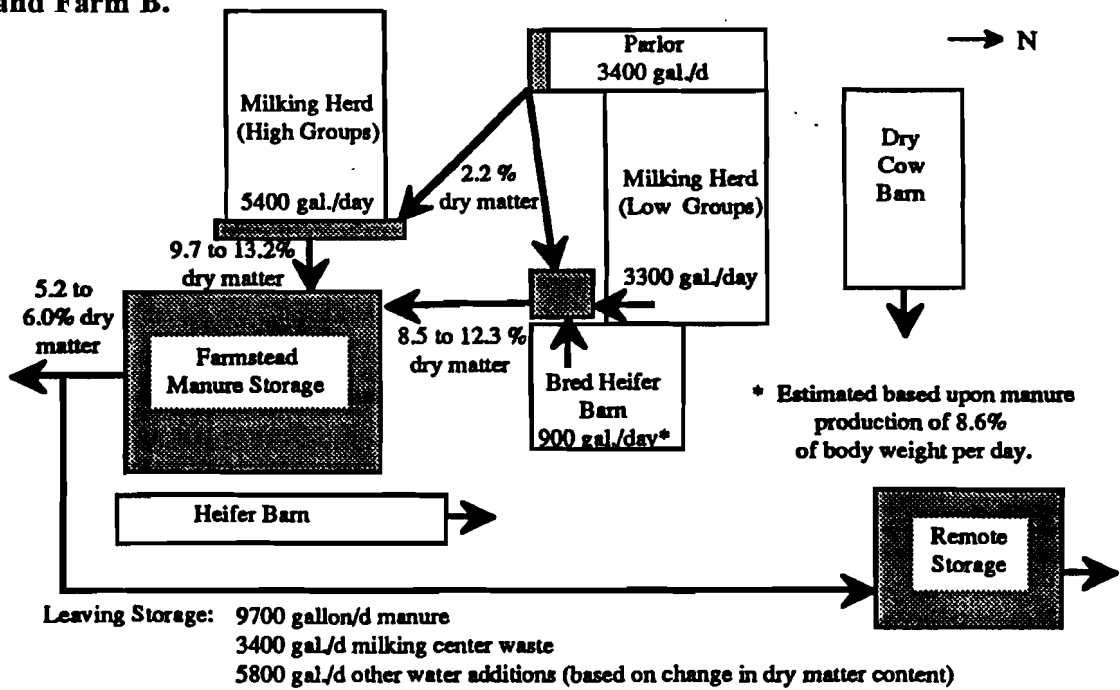 and Farm B.
Parlor
3400 gal./d
N
Milking Herd
(High Groups)
5400 gal./day
2.2 %
dry matter
Milking Herd
(Low Groups)
3300 gal./day
Dry
Cow
Barn
9.7 to 13.2%
dry matter
5.2 to
6.0% dry
matter
Farmstead
Manure Storage
8.5 to 12.3 %
dry matter
Bred Heifer
Barn
900 gal./day*
* Estimated based upon manure
production of 8.6%
of body weight per day.
Heifer Barn
Remote
Storage
Leaving Storage: 9700 gallon/d manure
3400 gal./d milking center waste
5800 gal./d other water additions (based on change in dry matter content)